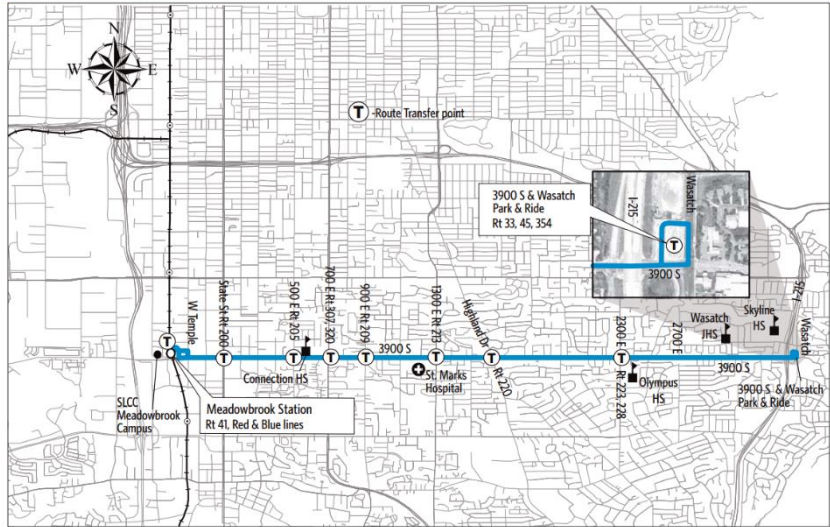 N
W
E
S
T -Route Transfer point
3900 S & Wasatch
Park & Ride
Rt 33, 45, 354
I-215
Wasatch
T
3900 S
W Temple
State St Rt 200
500 E Rt 205
700 E Rt 307, 320
900 E Rt 209
1300 E Rt 213
Highland Dr
Rt 220
2300 E
Rt 223, 228
2700 E
Wasatch
JHS
Skyline
HS
I-215
Wasatch
T
T
T
T
T
T
T
T
3900 S
3900 S
Connection HS
St. Marks
Hospital
Olympus
HS
3900 S & Wasatch
Park & Ride
SLCC
Meadowbrook
Campus
Meadowbrook Station
Rt 41, Red & Blue lines